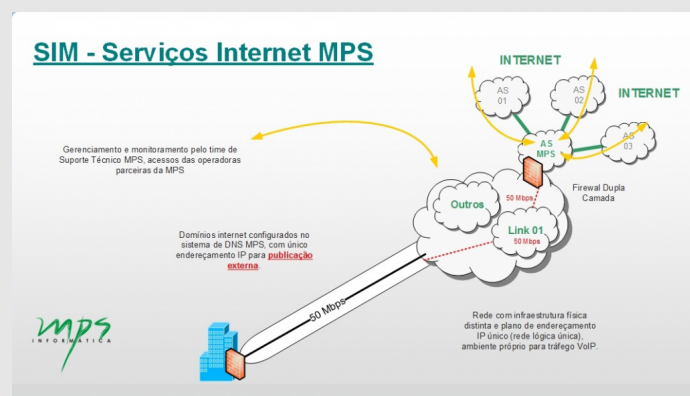 SIM - Serviços Internet MPS
INTERNET
INTERNET
AS
01
AS
02
AS
03
AS
MPS
Gerenciamento e monitoramento pelo time de
Suporte Técnico MPS, acessos das operadoras
parceiras da MPS
Firewal Dupla
Camada
50 Mbps
Outros
Link 01
50 Mbps
Domínios internet configurados no
sistema de DNS MPS, com único
endereçamento IP para publicação
externa.
50 Mbps
Rede com infraestrutura física
distinta e plano de endereçamento
IP único (rede lógica única),
ambiente próprio para tráfego VoIP.
mps
INFORMÁTICA